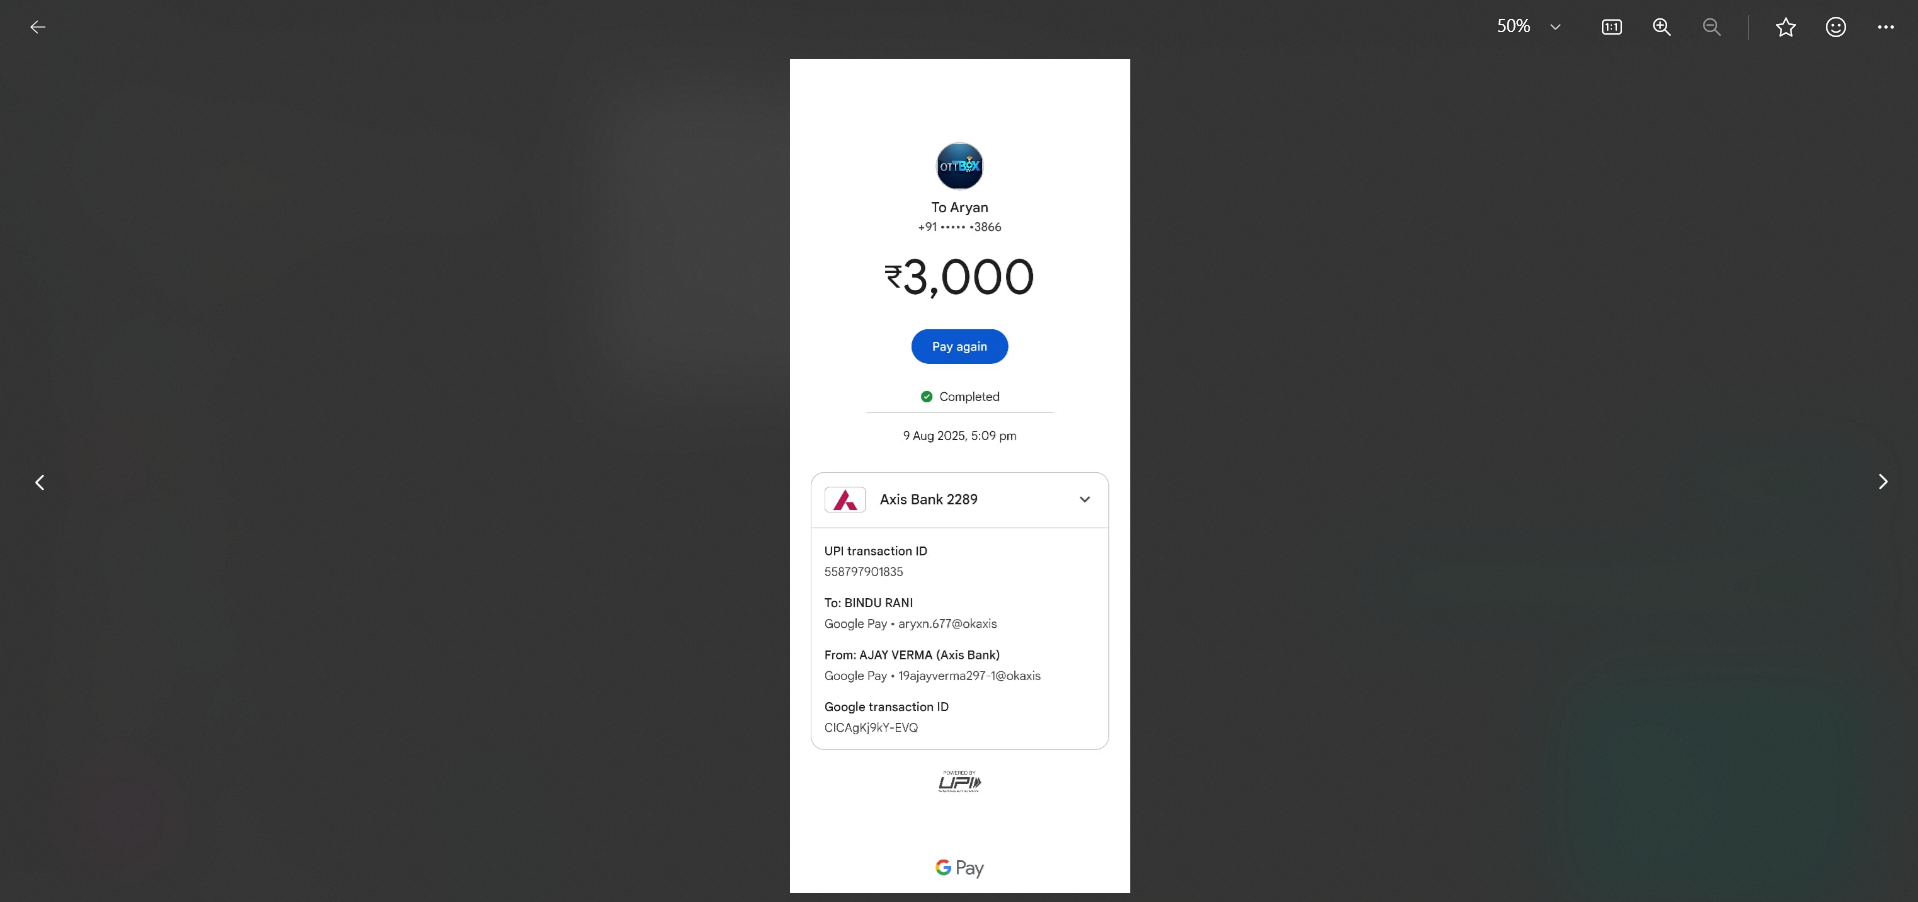 50%
1:1
OTTBOX
To Aryan
+91 ••••• •3866
₹3,000
Pay again
Completed
9 Aug 2025, 5:09 pm
Axis Bank 2289
UPI transaction ID
558797901835
To: BINDU RANI
Google Pay • aryxn.677@okaxis
From: AJAY VERMA (Axis Bank)
Google Pay • 19ajayverma297-1@okaxis
Google transaction ID
CICAgKj9kY-EVQ
POWERED BY
UPI
G Pay